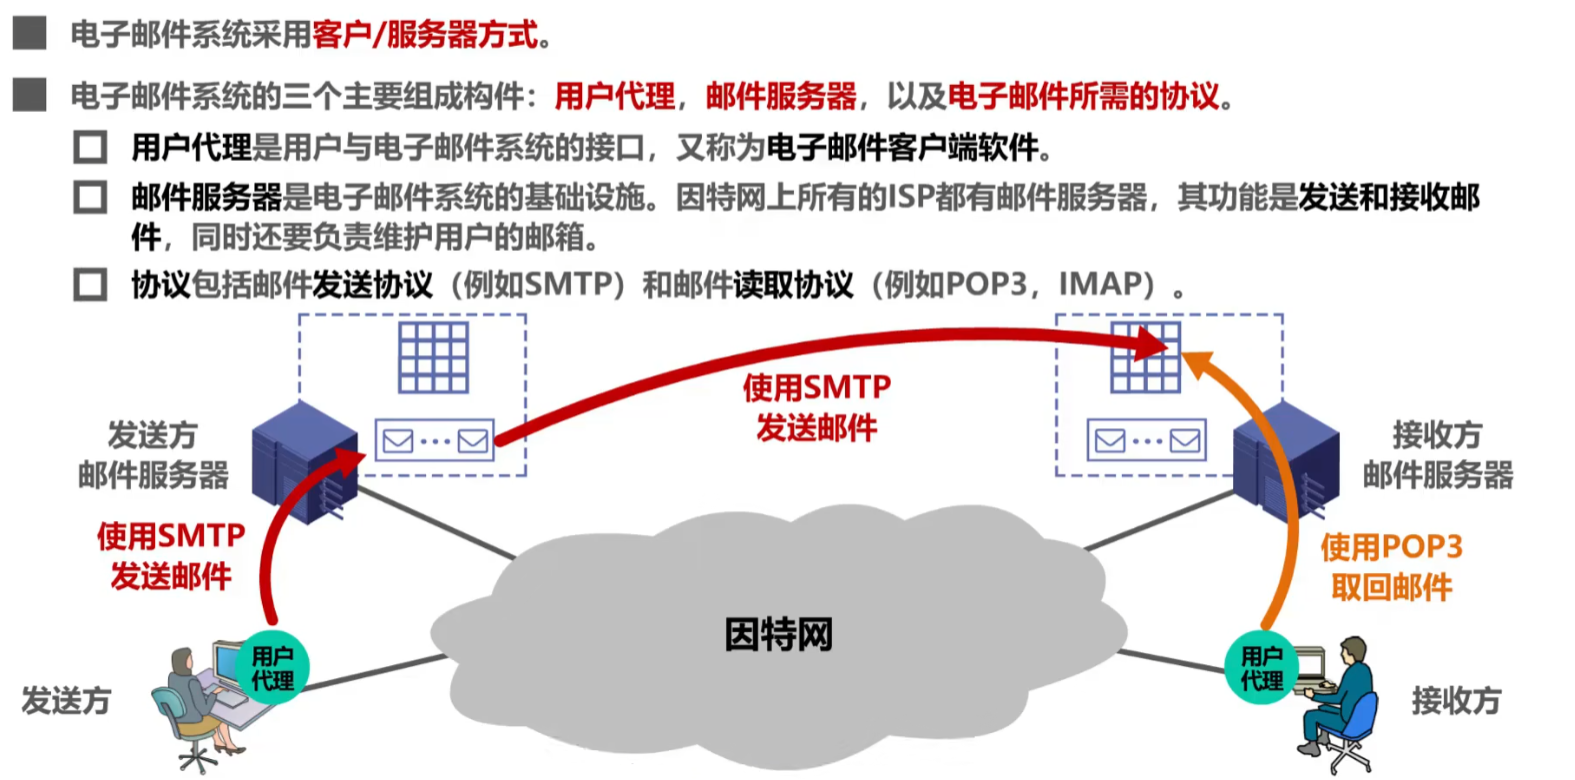 电子邮件系统采用客户/服务器方式。
电子邮件系统的三个主要组成构件：用户代理，邮件服务器，以及电子邮件所需的协议。
用户代理是用户与电子邮件系统的接口，又称为电子邮件客户端软件。
邮件服务器是电子邮件系统的基础设施。因特网上所有的ISP都有邮件服务器，其功能是发送和接收邮
件，同时还要负责维护用户的邮箱。
协议包括邮件发送协议（例如SMTP）和邮件读取协议（例如POP3，IMAP）。
使用SMTP
发送邮件
发送方
邮件服务器
接收方
邮件服务器
使用SMTP
发送邮件
使用POP3
取回邮件
因特网
用户
代理
用户
代理
发送方
接收方